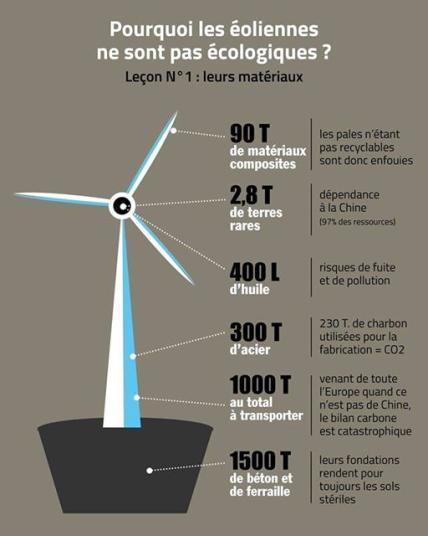 Pourquoi les éoliennes
ne sont pas écologiques ?
Leçon N°1 : leurs matériaux
90 T
de matériaux
composites
les pales n'étant
pas recyclables
sont donc enfouies
2,8 T
de terres
rares
dépendance
à la Chine
(97% des ressources)
400 L
d'huile
risques de fuite
et de pollution
300 T
d'acier
230 T. de charbon
utilisées pour la
fabrication = CO2
1000 T
au total
à transporter
venant de toute
l'Europe quand ce
n'est pas de Chine,
le bilan carbone
est catastrophique
1500 T
de béton et
de ferraille
leurs fondations
rendent pour
toujours les sols
stériles